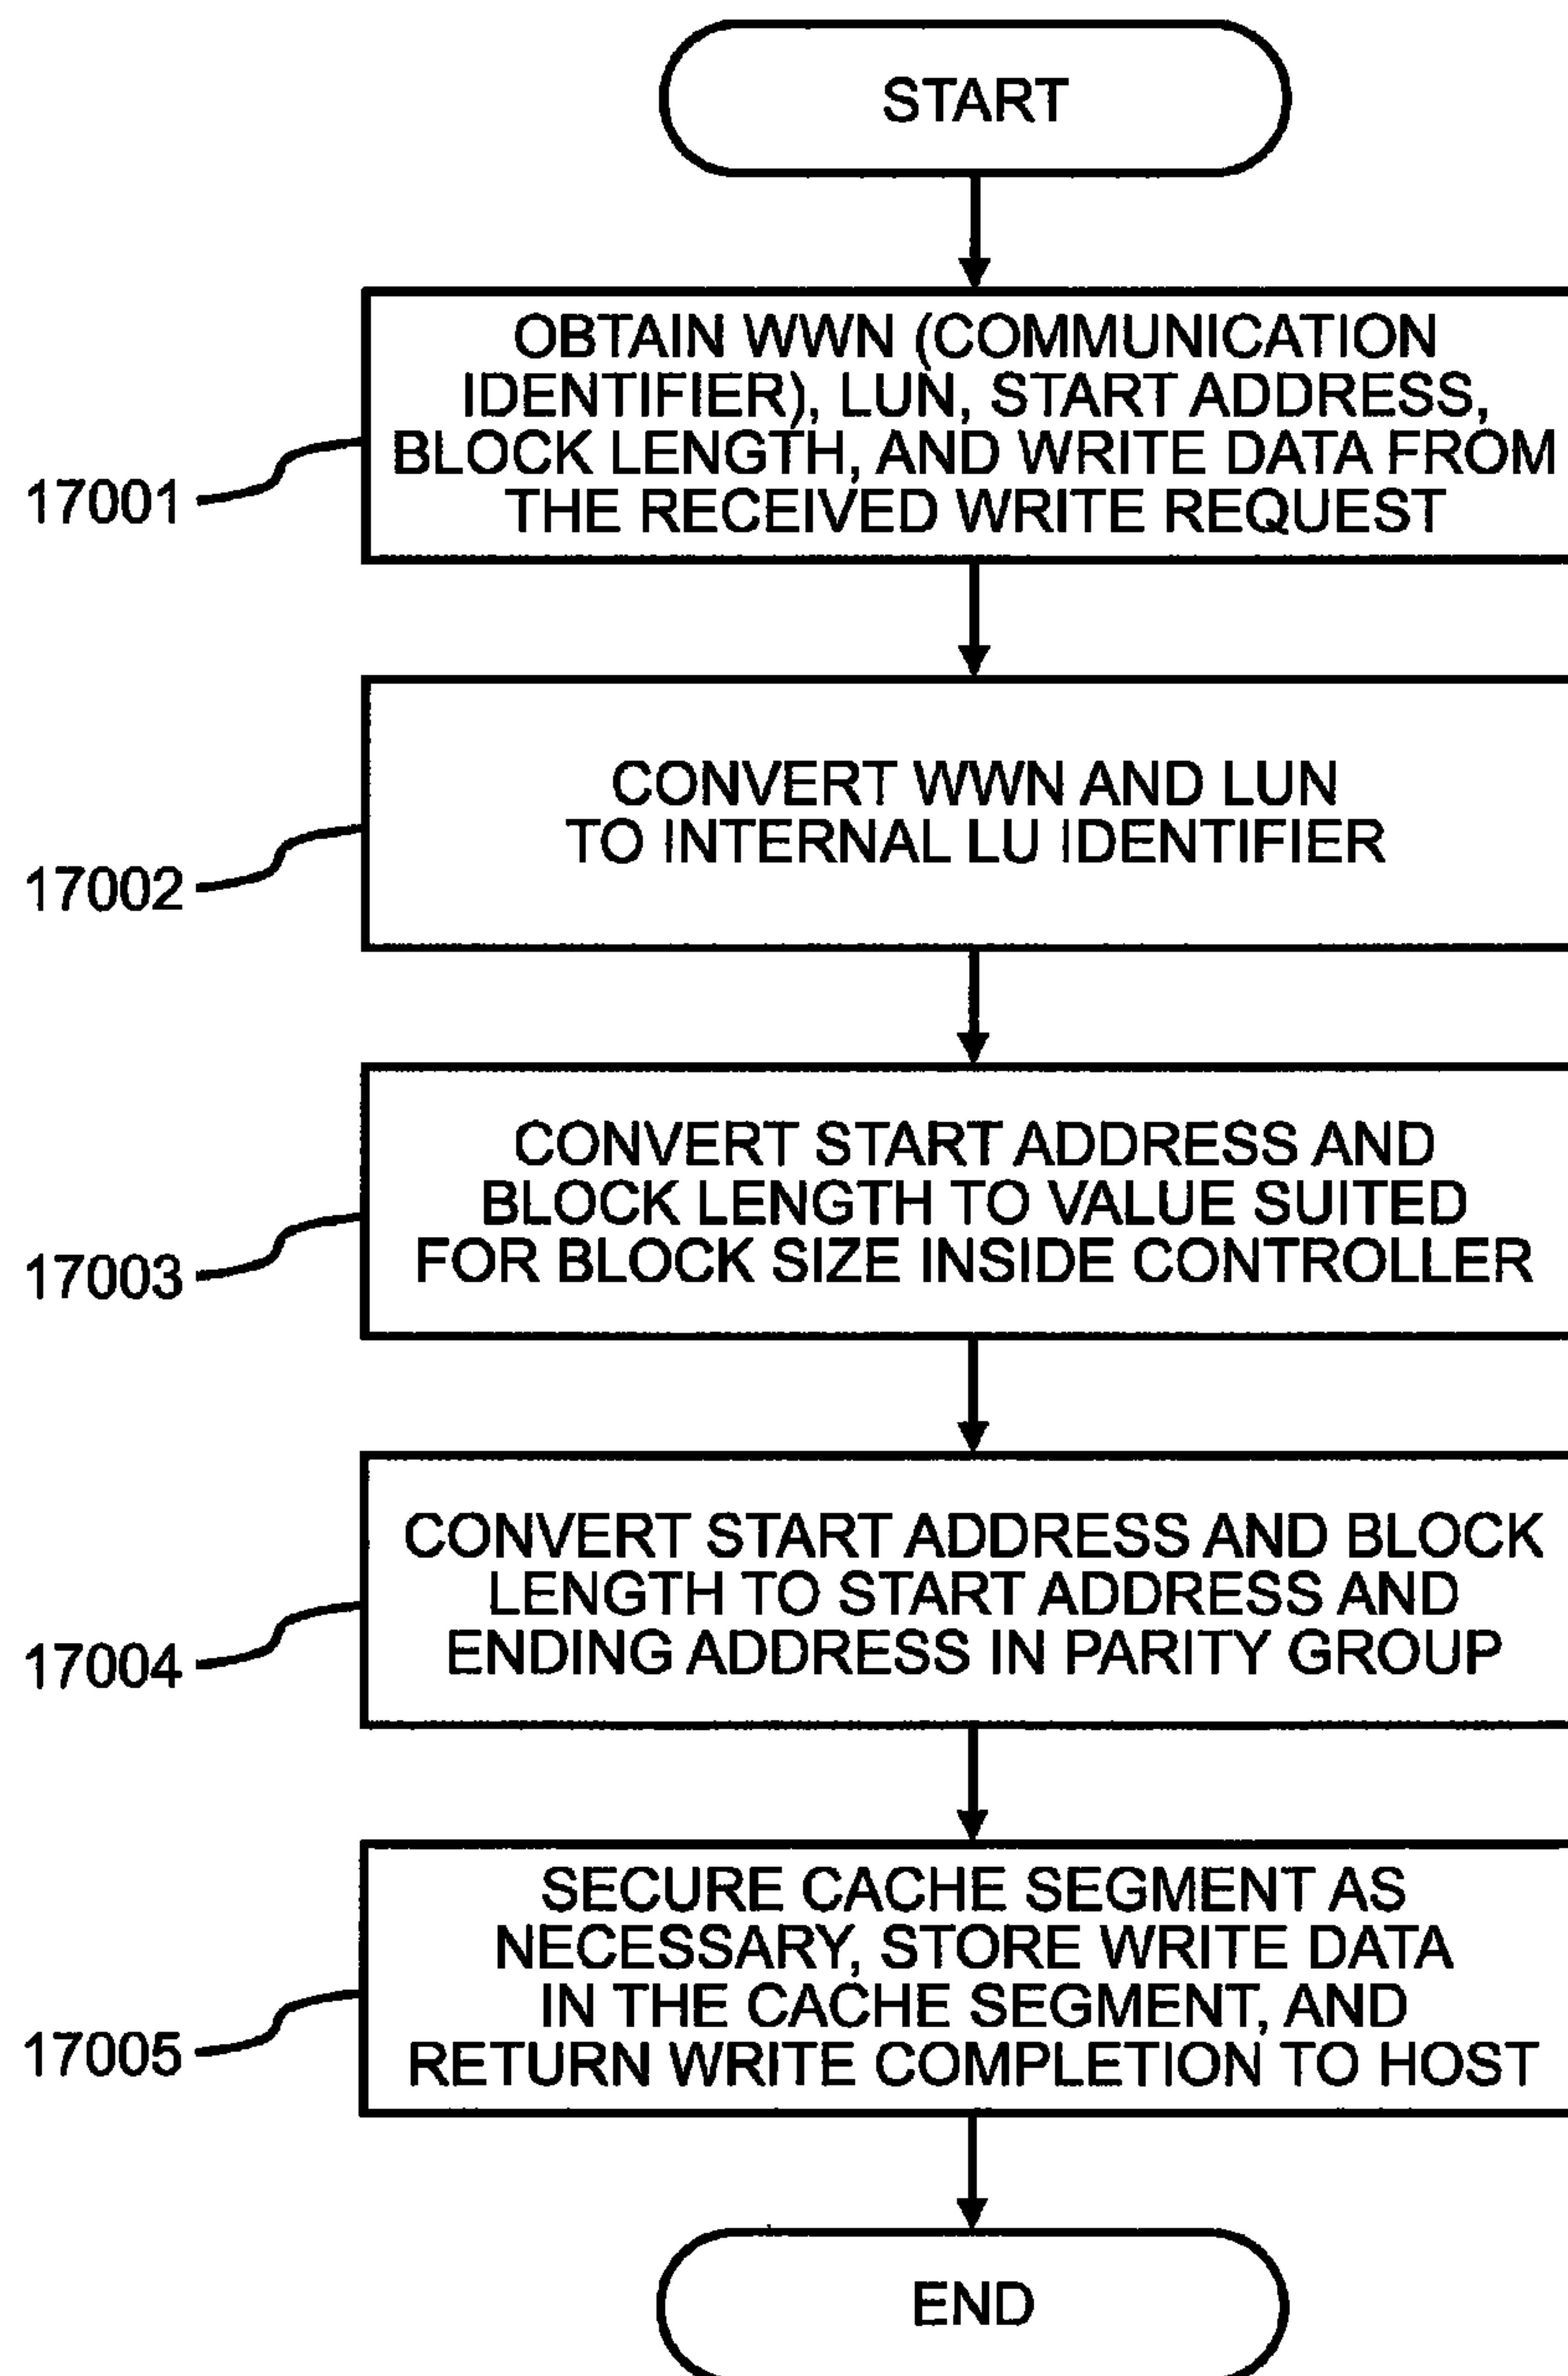 START
OBTAIN WWN (COMMUNICATION
IDENTIFIER), LUN, START ADDRESS,
BLOCK LENGTH, AND WRITE DATA FROM
THE RECEIVED WRITE REQUEST
17001
CONVERT WWN AND LUN
TO INTERNAL LU IDENTIFIER
17002
CONVERT START ADDRESS AND
BLOCK LENGTH TO VALUE SUITED
FOR BLOCK SIZE INSIDE CONTROLLER
17003
CONVERT START ADDRESS AND BLOCK
LENGTH TO START ADDRESS AND
ENDING ADDRESS IN PARITY GROUP
17004
SECURE CACHE SEGMENT AS
NECESSARY, STORE WRITE DATA
IN THE CACHE SEGMENT, AND
RETURN WRITE COMPLETION TO HOST
17005
END